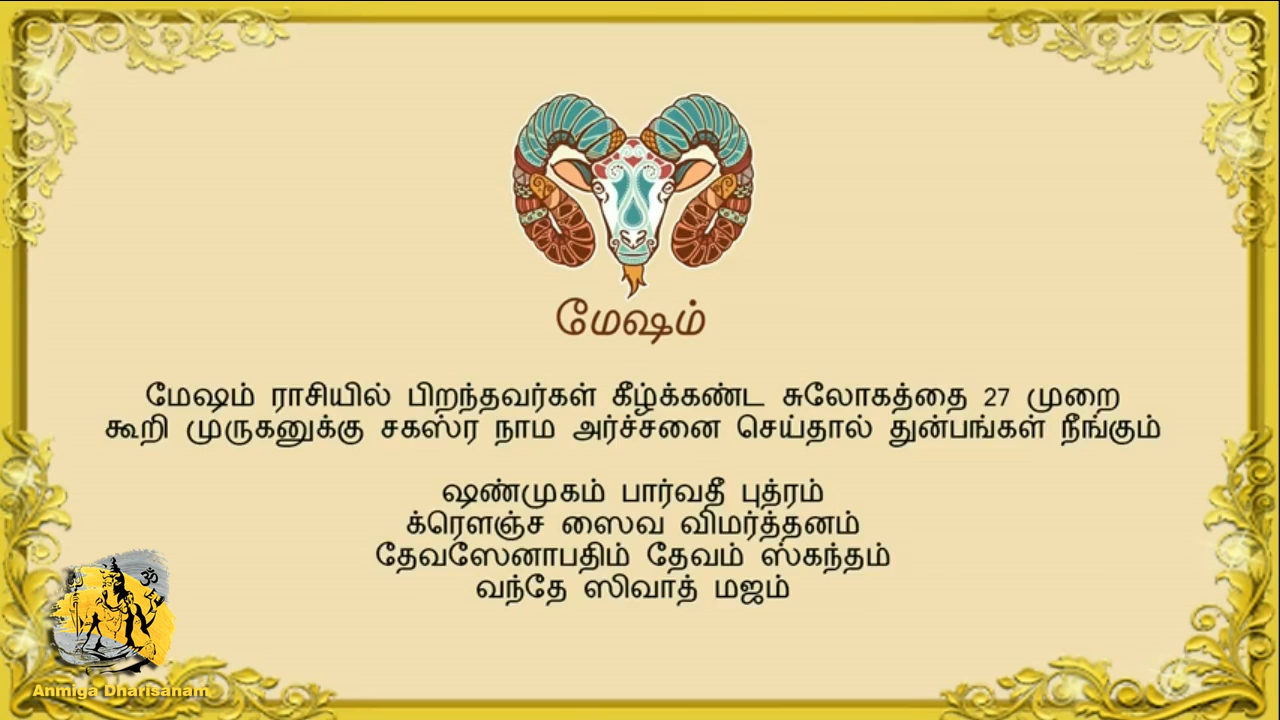 மேஷம்
மேஷம் ராசியில் பிறந்தவர்கள் கீழ்க்கண்ட சுலோகத்தை 27 முறை
கூறி முருகனுக்கு சகஸ்ர நாம அர்ச்சனை செய்தால் துன்பங்கள் நீங்கும்
ஷண்முகம் பார்வதீ புத்ரம்
க்ரௌஞ்ச ஸைவ விமர்த்தனம்
தேவஸேனாபதிம் தேவம் ஸ்கந்தம்
வந்தே ஸிவாத் மஜம்
ॐ
Anmiga Dharisanam